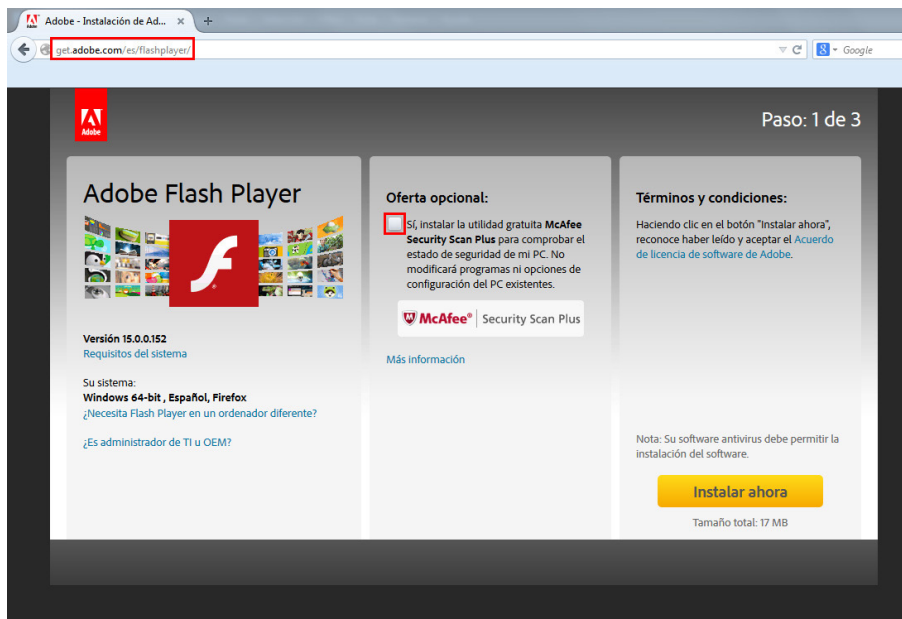 Adobe - Instalación de Ad...
get.adobe.com/es/flashplayer/
Google
Adobe
Paso: 1 de 3
Adobe Flash Player
Versión 15.0.0.152
Requisitos del sistema
Su sistema:
Windows 64-bit , Español, Firefox
¿Necesita Flash Player en un ordenador diferente?
¿Es administrador de TI u OEM?
Oferta opcional:
Sí, instalar la utilidad gratuita McAfee
Security Scan Plus para comprobar el
estado de seguridad de mi PC. No
modificará programas ni opciones de
configuración del PC existentes.
McAfee® Security Scan Plus
Más información
Términos y condiciones:
Haciendo clic en el botón "Instalar ahora",
reconoce haber leído y aceptar el Acuerdo
de licencia de software de Adobe.
Nota: Su software antivirus debe permitir la
instalación del software.
Instalar ahora
Tamaño total: 17 MB